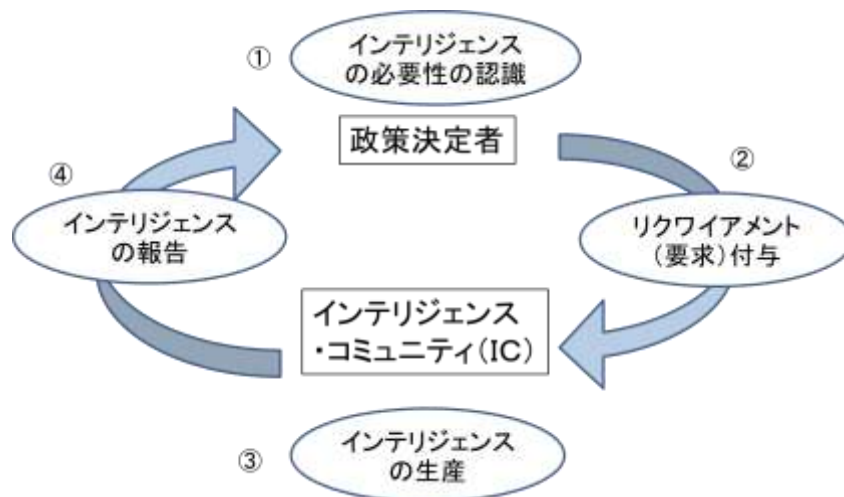 ①
インテリジェンス
の必要性の認識
政策決定者
②
リクワイアメント
(要求)付与
インテリジェンス
・コミュニティ(IC)
③
インテリジェンス
の生産
④
インテリジェンス
の報告